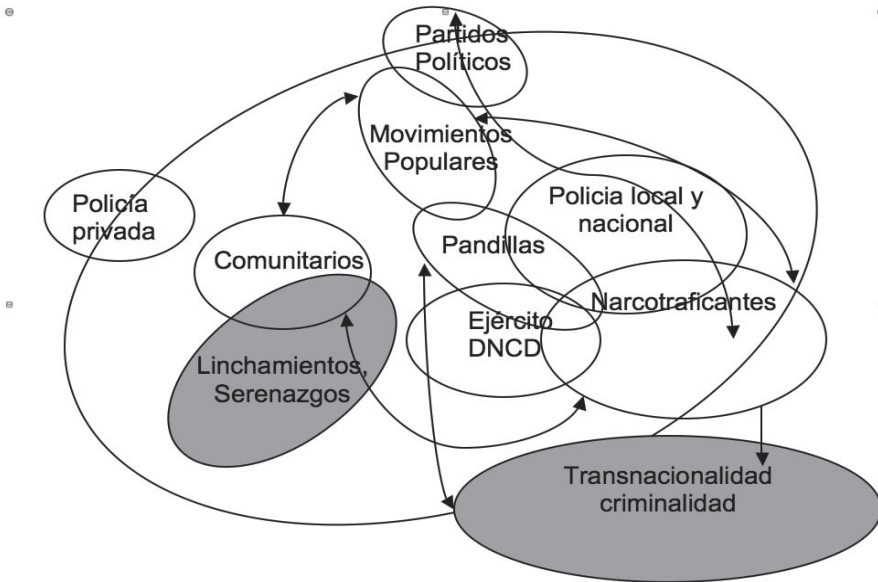 Partidos
Políticos
Movimientos
Populares
Policía
privada
Policia local y
nacional
Comunitarios
Pandillas
Narcotraficantes
Ejército
DNCD
Linchamientos,
Serenazgos
Transnacionalidad
criminalidad